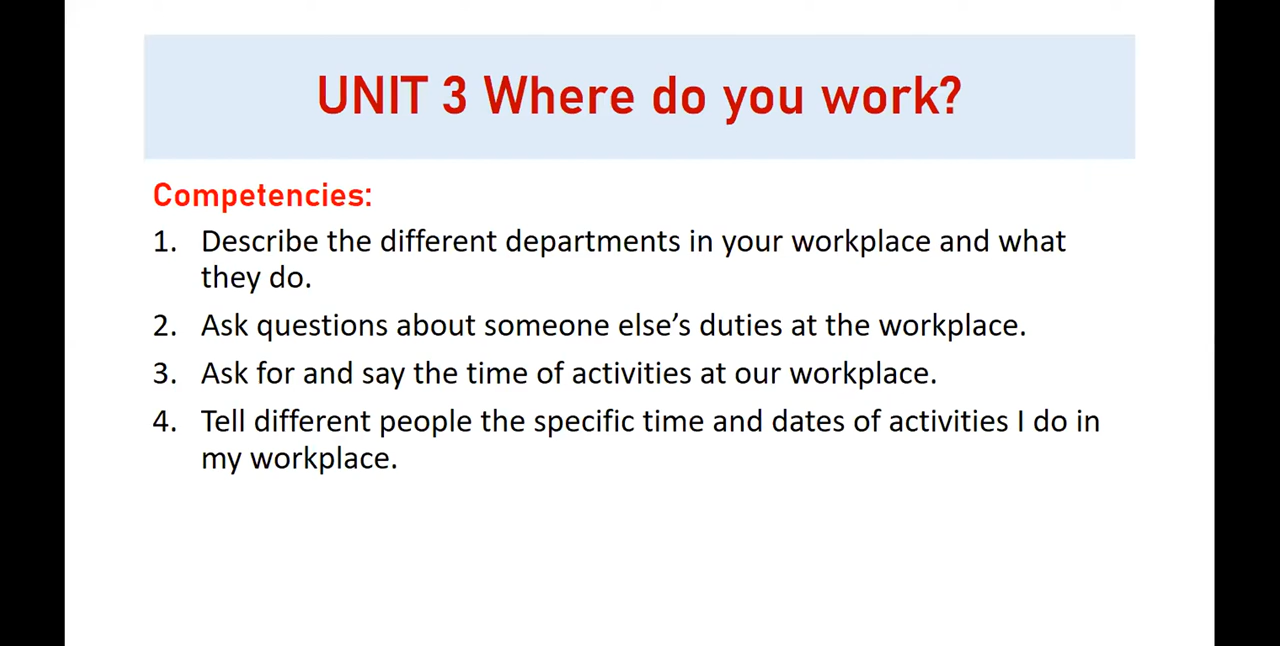 UNIT 3 Where do you work?
Competencies:
1. Describe the different departments in your workplace and what
they do.
2. Ask questions about someone else’s duties at the workplace.
3. Ask for and say the time of activities at our workplace.
4. Tell different people the specific time and dates of activities I do in
my workplace.